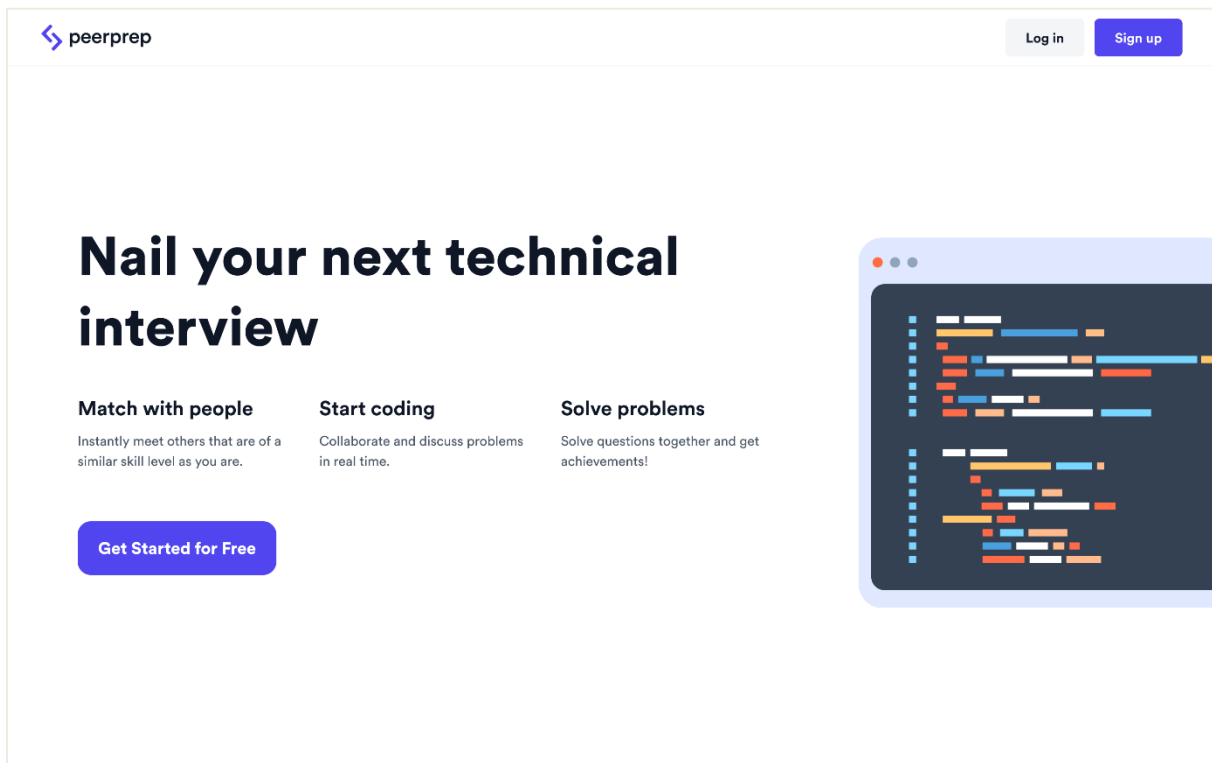 peerprep
Log in
Sign up
Nail your next technical
interview
Match with people
Instantly meet others that are of a
similar skill level as you are.
Start coding
Collaborate and discuss problems
in real time.
Solve problems
Solve questions together and get
achievements!
Get Started for Free